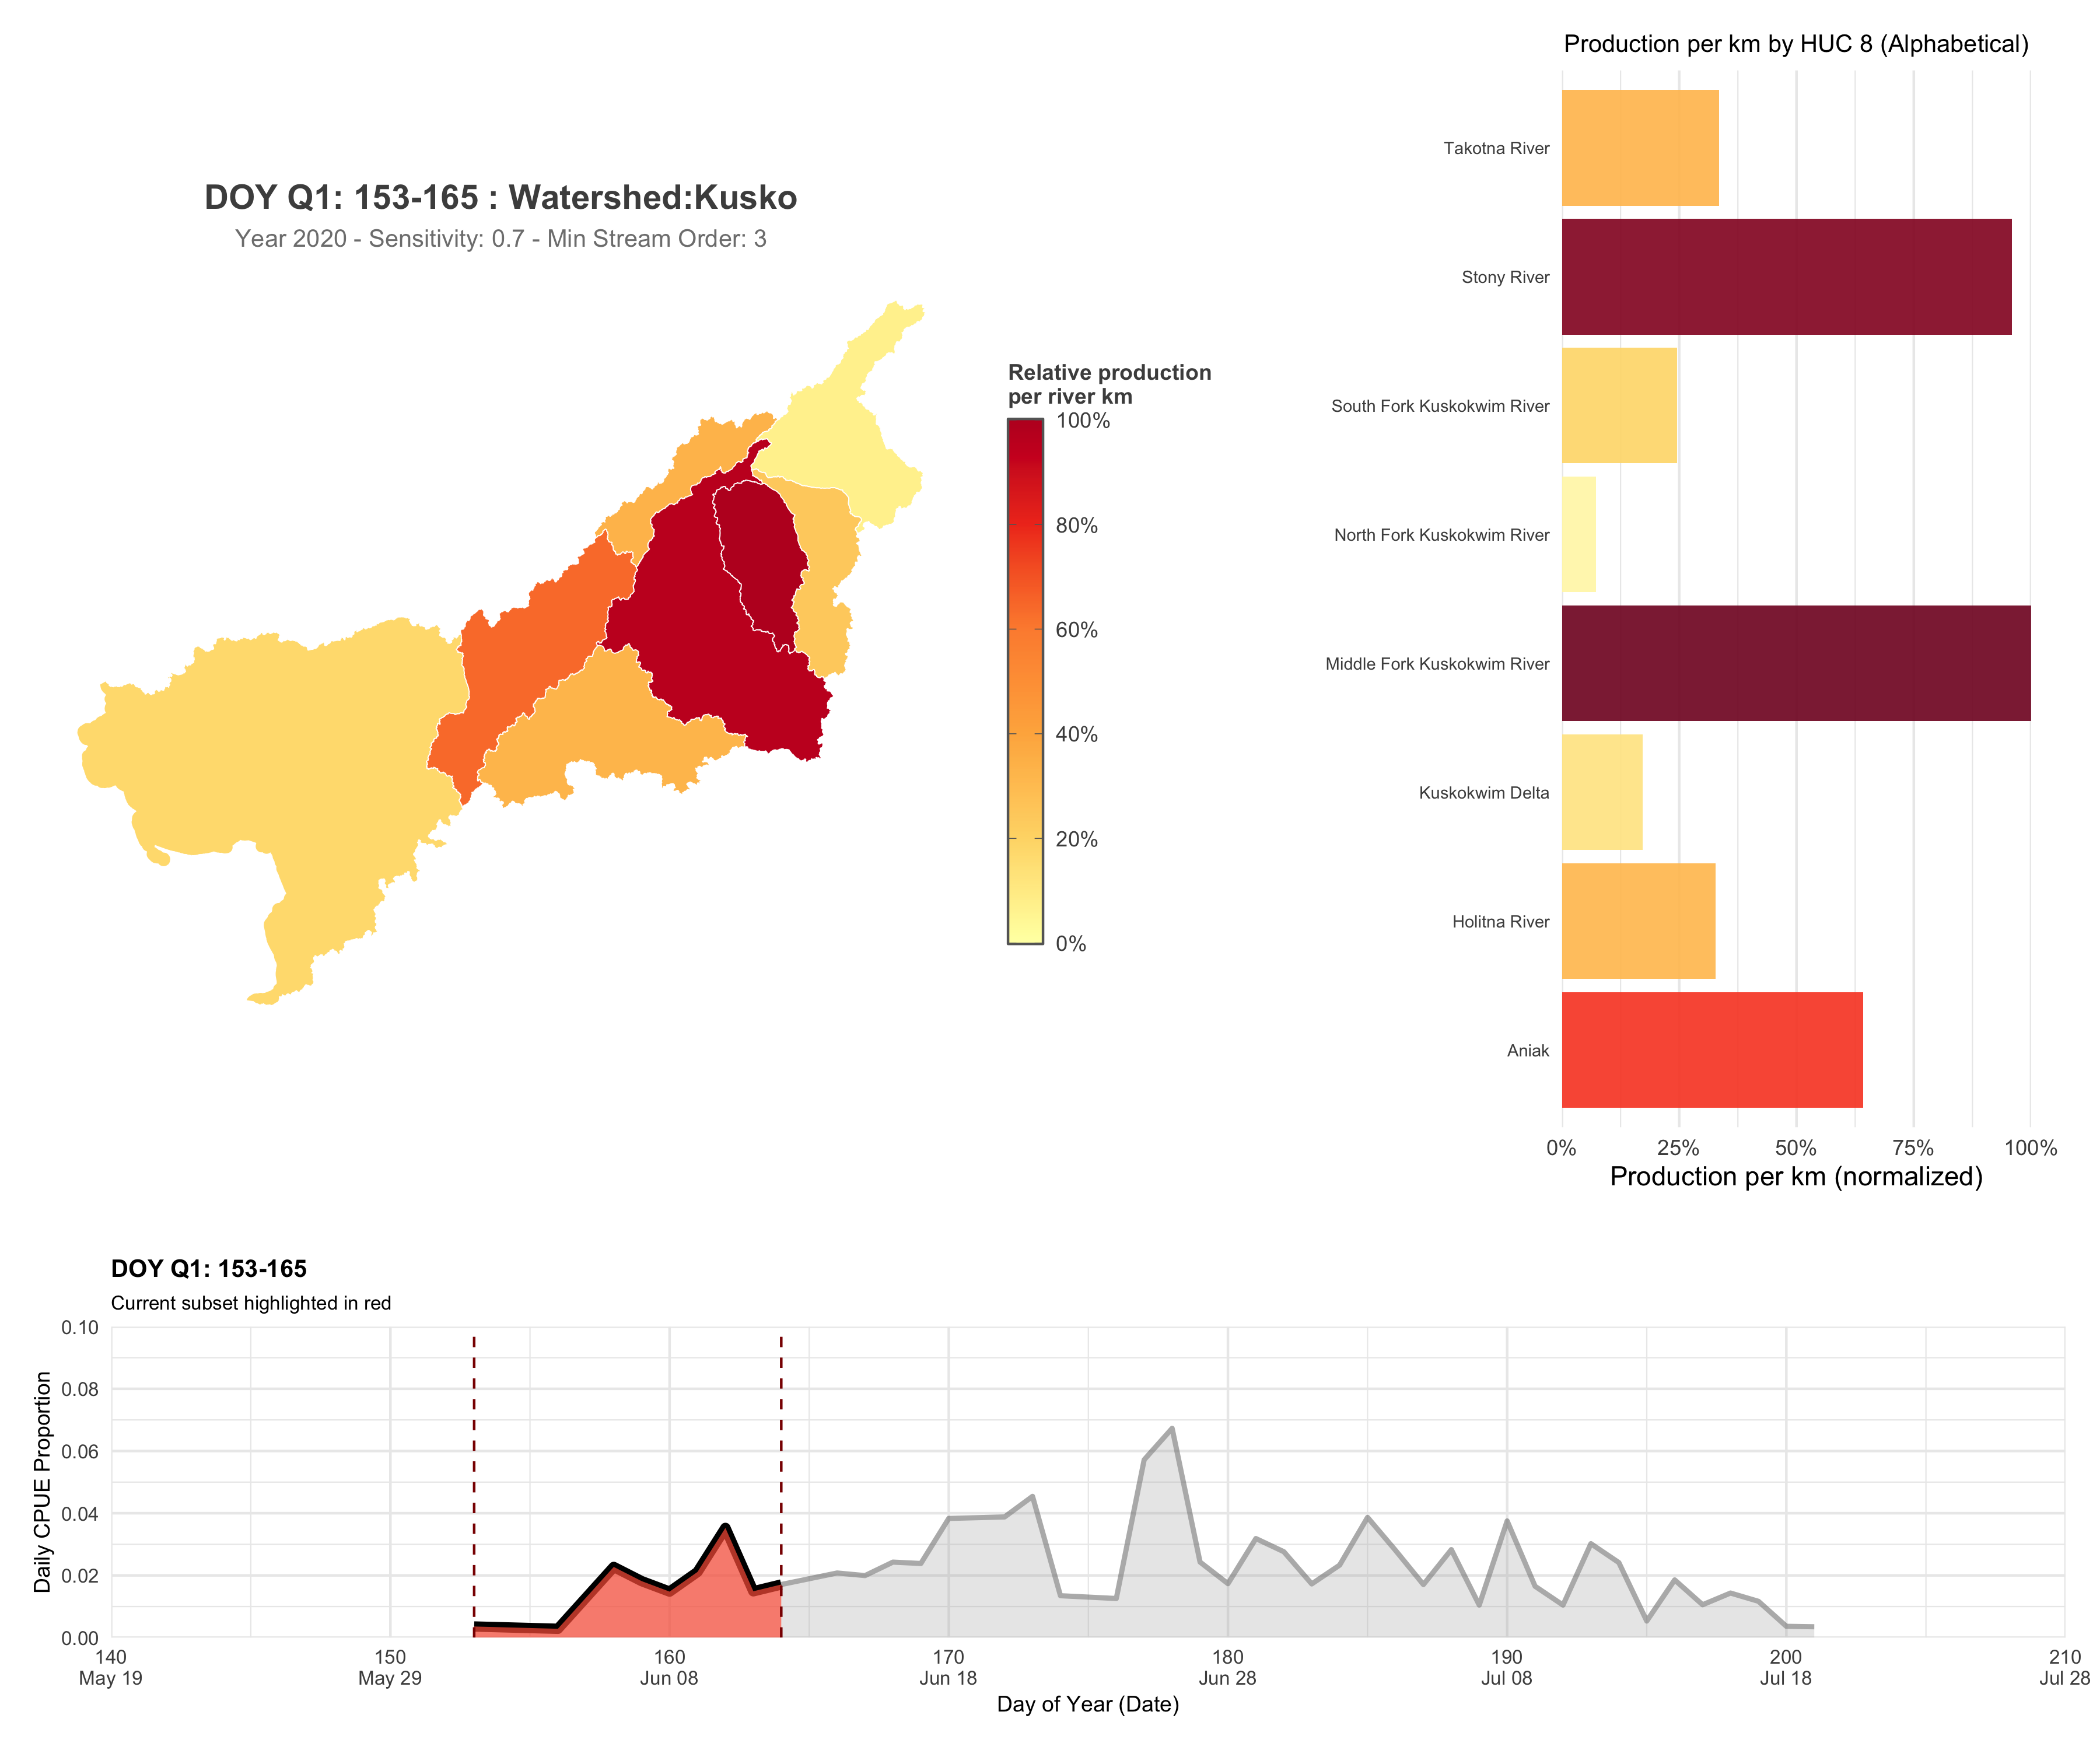 Production per km by HUC 8 (Alphabetical)
Takotna River
Stony River
South Fork Kuskokwim River
North Fork Kuskokwim River
Middle Fork Kuskokwim River
Kuskokwim Delta
Holitna River
Aniak
0% 25% 50% 75% 100%
Production per km (normalized)
DOY Q1: 153-165 : Watershed:Kusko
Year 2020 - Sensitivity: 0.7 - Min Stream Order: 3
Relative production
per river km
100%
80%
60%
40%
20%
0%
DOY Q1: 153-165
Current subset highlighted in red
Daily CPUE Proportion
0.10
0.08
0.06
0.04
0.02
0.00
140 150 160 170 180 190 200 210
May 19 May 29 Jun 08 Jun 18 Jun 28 Jul 08 Jul 18 Jul 28
Day of Year (Date)